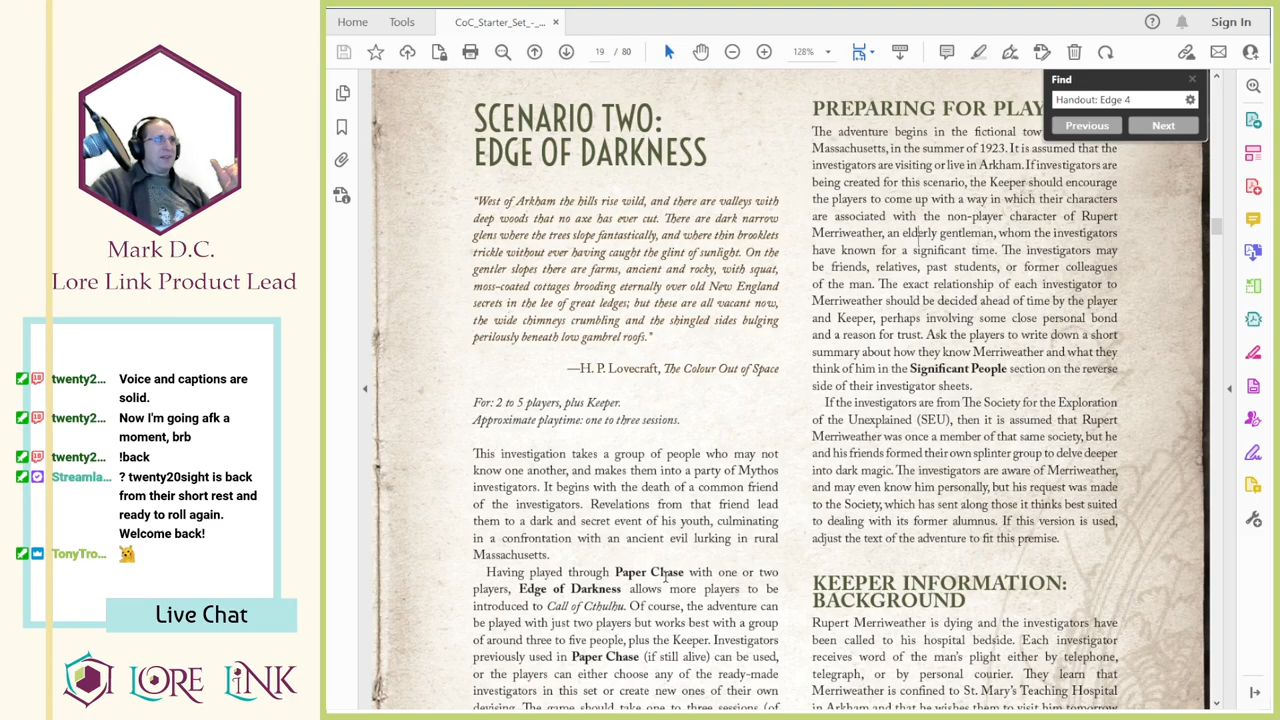 Home
Tools
CoC_Starter_Set_-_...
×
Sign In
19 / 80
128%
Find
Handout: Edge 4
Previous
Next
SCENARIO TWO:
EDGE OF DARKNESS
"West of Arkham the hills rise wild, and there are valleys with
deep woods that no axe has ever cut. There are dark narrow
glens where the trees slope fantastically, and where thin brooklets
trickle without ever having caught the glint of sunlight. On the
gentler slopes there are farms, ancient and rocky, with squat,
moss-coated cottages brooding eternally over old New England
secrets in the lee of great ledges; but these are all vacant now,
the wide chimneys crumbling and the shingled sides bulging
perilously beneath low gambrel roofs."
—H. P. Lovecraft, The Colour Out of Space
For: 2 to 5 players, plus Keeper.
Approximate playtime: one to three sessions.
This investigation takes a group of people who may not
know one another, and makes them into a party of Mythos
investigators. It begins with the death of a common friend
of the investigators. Revelations from that friend lead
them to a dark and secret event of his youth, culminating
in a confrontation with an ancient evil lurking in rural
Massachusetts.
Having played through Paper Chase with one or two
players, Edge of Darkness allows more players to be
introduced to Call of Cthulhu. Of course, the adventure can
be played with just two players but works best with a group
of around three to five people, plus the Keeper. Investigators
previously used in Paper Chase (if still alive) can be used,
or the players can either choose any of the ready-made
investigators in this set or create new ones of their own
devising. The game should take one to three sessions (of
PREPARING FOR PLAY
The adventure begins in the fictional tow
Massachusetts, in the summer of 1923. It is assumed that the
investigators are visiting or live in Arkham. If investigators are
being created for this scenario, the Keeper should encourage
the players to come up with a way in which their characters
are associated with the non-player character of Rupert
Merriweather, an elderly gentleman, whom the investigators
have known for a significant time. The investigators may
be friends, relatives, past students, or former colleagues
of the man. The exact relationship of each investigator to
Merriweather should be decided ahead of time by the player
and Keeper, perhaps involving some close personal bond
and a reason for trust. Ask the players to write down a short
summary about how they know Merriweather and what they
think of him in the Significant People section on the reverse
side of their investigator sheets.
If the investigators are from The Society for the Exploration
of the Unexplained (SEU), then it is assumed that Rupert
Merriweather was once a member of that same society, but he
and his friends formed their own splinter group to delve deeper
into dark magic. The investigators are aware of Merriweather,
and may even know him personally, but his request was made
to the Society, which has sent along those it thinks best suited
to dealing with its former alumnus. If this version is used,
adjust the text of the adventure to fit this premise.
KEEPER INFORMATION:
BACKGROUND
Rupert Merriweather is dying and the investigators have
been called to his hospital bedside. Each investigator
receives word of the man's plight either by telephone,
telegraph, or by personal courier. They learn that
Merriweather is confined to St. Mary's Teaching Hospital
in Arkham and that he wishes them to visit him tomorrow
Mark D.C.
Lore Link Product Lead
twenty2... Voice and captions are
solid.
twenty2... Now I'm going afk a
moment, brb
twenty2... !back
Streamla... ? twenty20sight is back
from their short rest and
ready to roll again.
Welcome back!
TonyTro...
Live Chat
LORE LINK